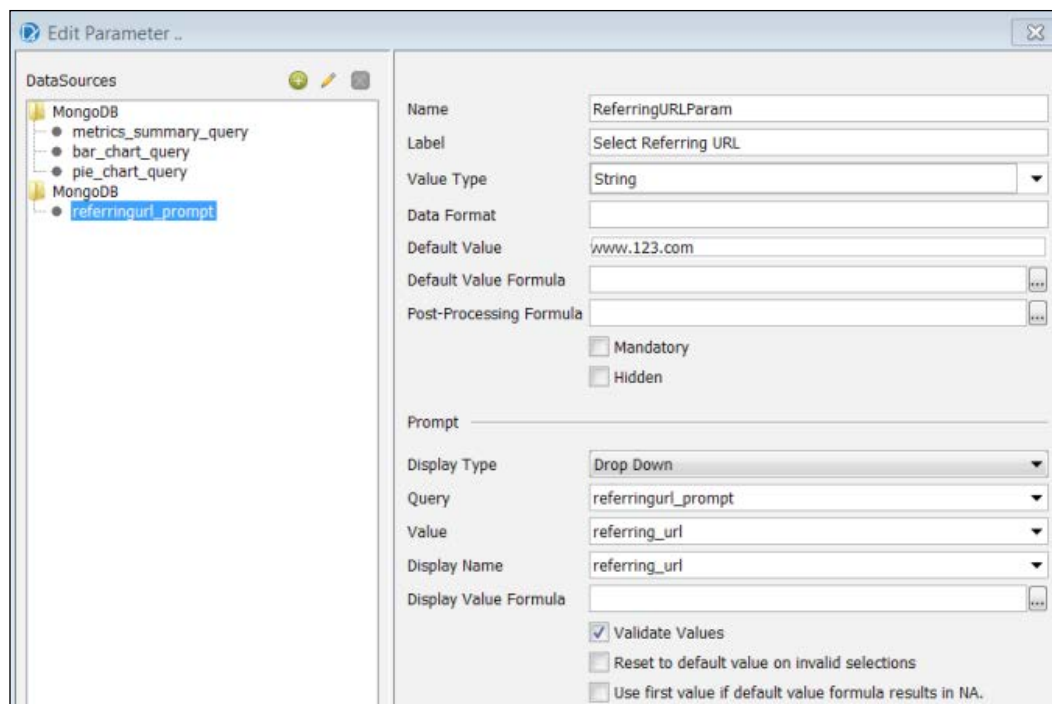 Edit Parameter ..
DataSources
MongoDB
metrics_summary_query
bar_chart_query
pie_chart_query
MongoDB
referringurl_prompt
Name ReferringURLParam
Label Select Referring URL
Value Type String
Data Format
Default Value www.123.com
Default Value Formula ...
Post-Processing Formula ...
Mandatory
Hidden
Prompt
Display Type Drop Down
Query referringurl_prompt
Value referring_url
Display Name referring_url
Display Value Formula ...
Validate Values
Reset to default value on invalid selections
Use first value if default value formula results in NA.